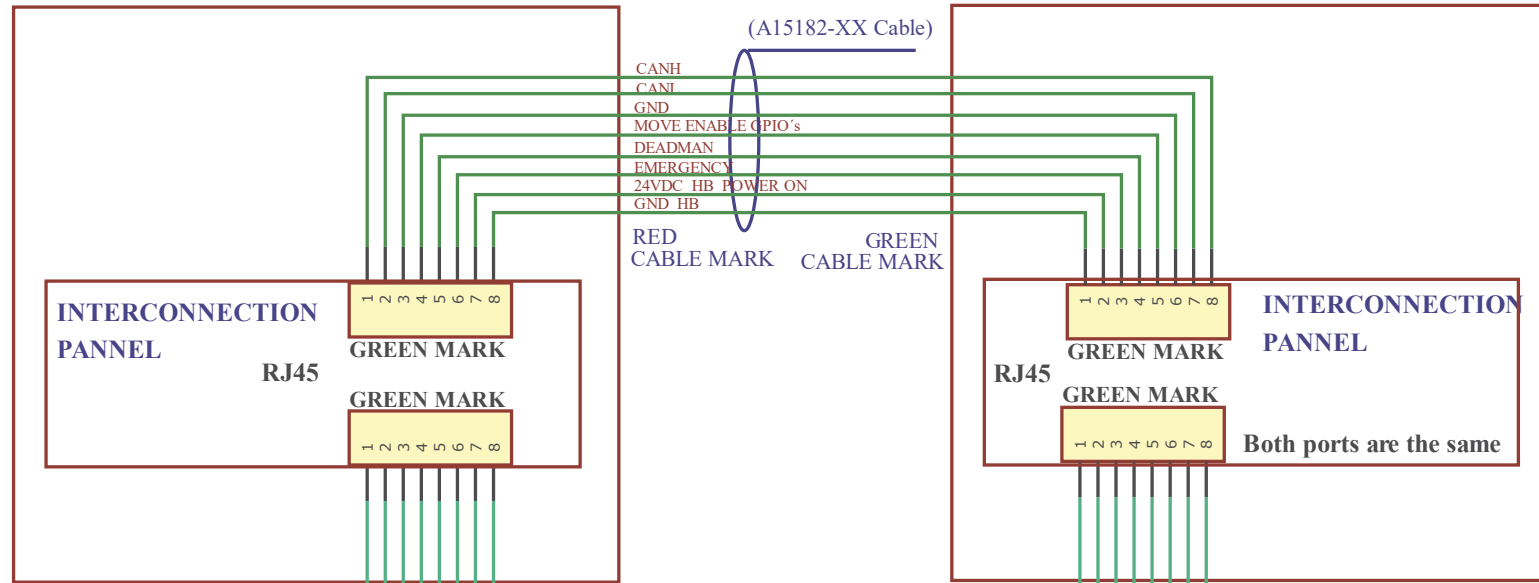 (A15182-XX Cable)
CANH
CANL
GND
MOVE ENABLE GPIO´s
DEADMAN
EMERGENCY
24VDC HB POWER ON
GND HB
RED
CABLE MARK
GREEN
CABLE MARK
INTERCONNECTION
PANNEL
RJ45
1 2 3 4 5 6 7 8
GREEN MARK
GREEN MARK
1 2 3 4 5 6 7 8
1 2 3 4 5 6 7 8
INTERCONNECTION
PANNEL
GREEN MARK
RJ45
GREEN MARK
1 2 3 4 5 6 7 8
Both ports are the same